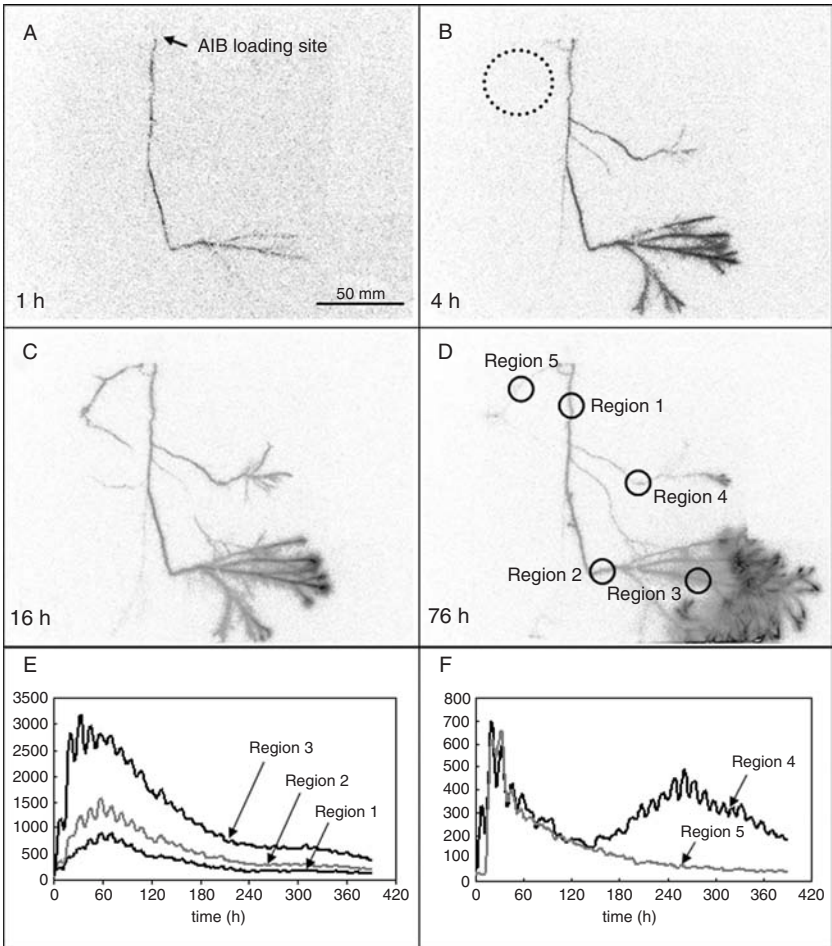 A
AIB loading site
1 h
50 mm
B
4 h
C
16 h
D
Region 5
Region 1
Region 4
Region 2
Region 3
76 h
E
3500
3000
2500
2000
1500
1000
500
0
Region 3
Region 2
Region 1
0 60 120 180 240 300 360 420
time (h)
F
800
700
600
500
400
300
200
100
0
Region 4
Region 5
0 60 120 180 240 300 360 420
time (h)